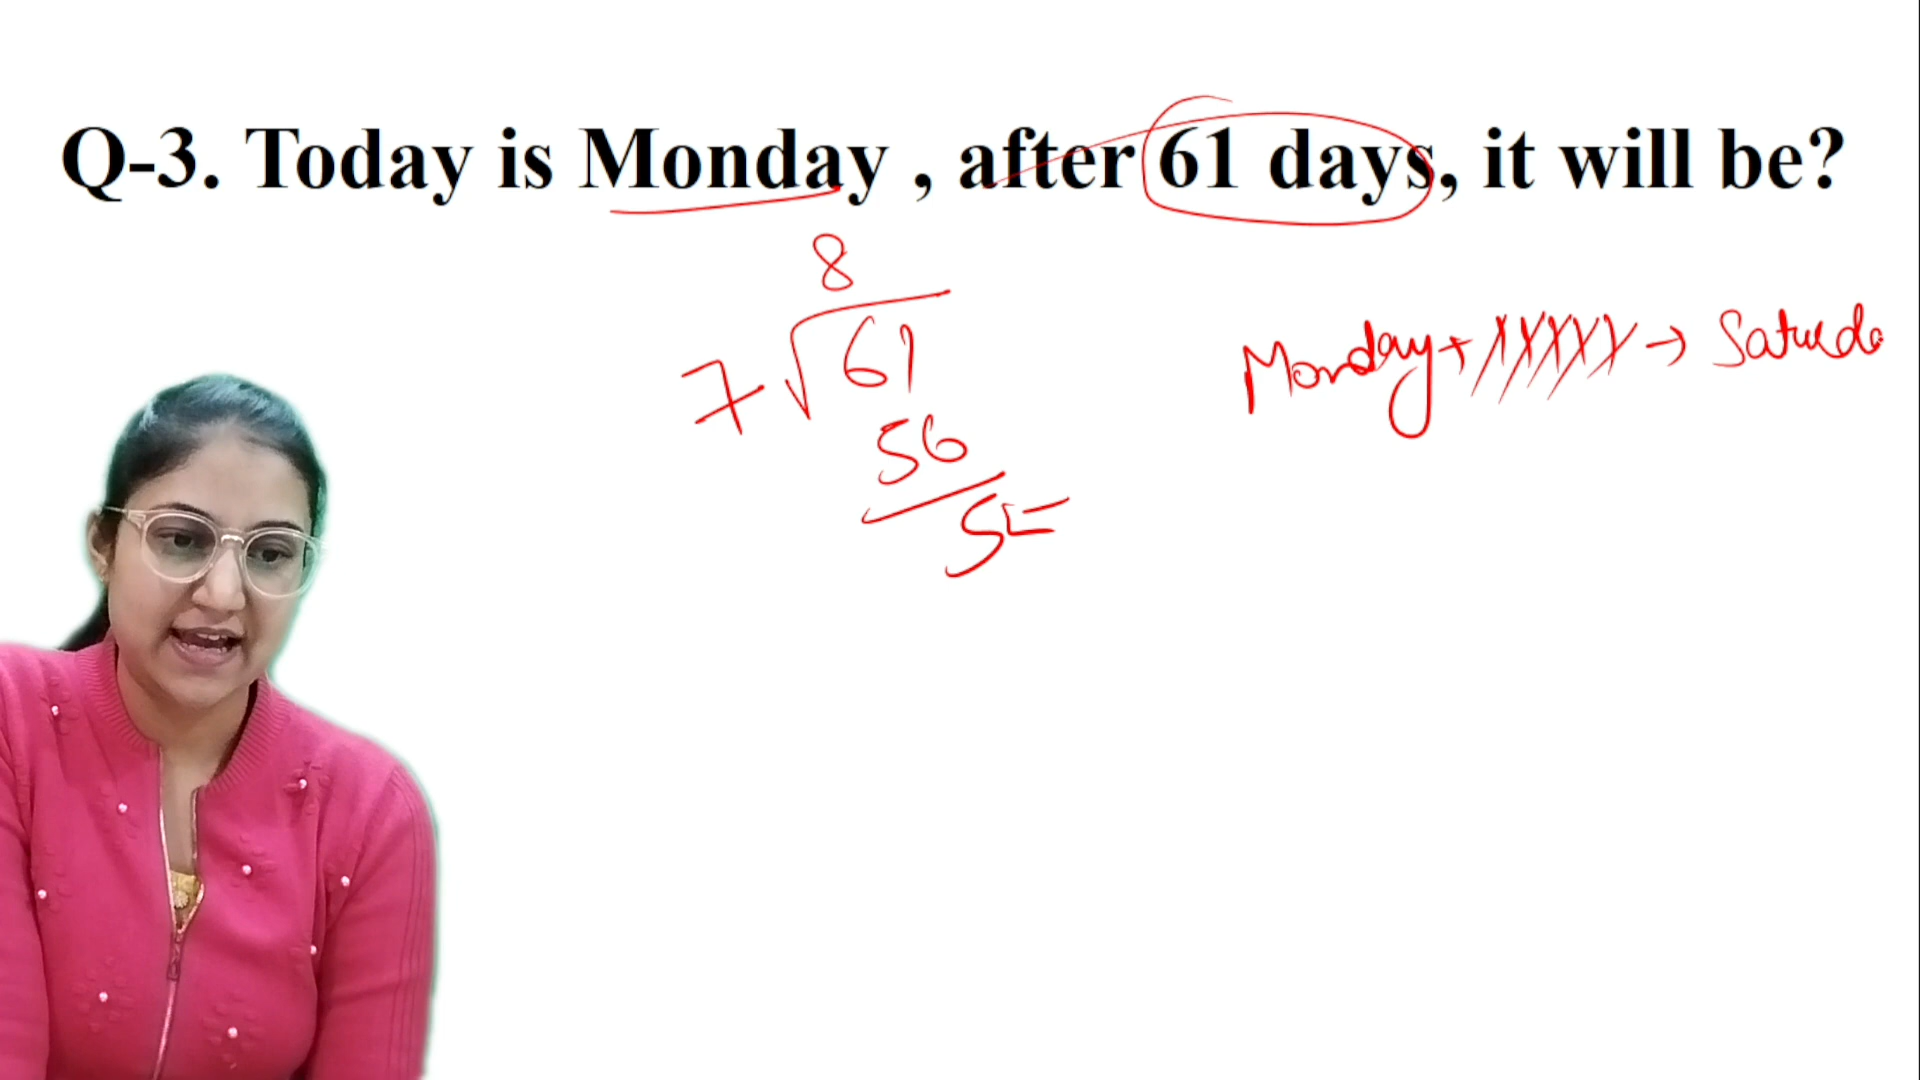 Q-3. Today is Monday , after 61 days, it will be?
8
7 √61
56
5
Monday + ///// → Saturda